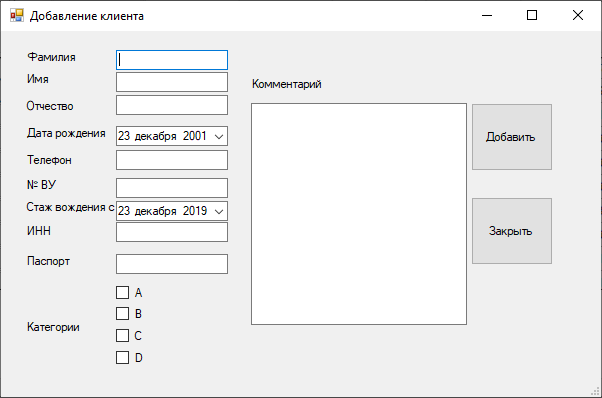 Добавление клиента
Фамилия
Имя
Отчество
Дата рождения 23 декабря 2001
Телефон
№ ВУ
Стаж вождения с 23 декабря 2019
ИНН
Паспорт
Категории
A
B
C
D
Комментарий
Добавить
Закрыть